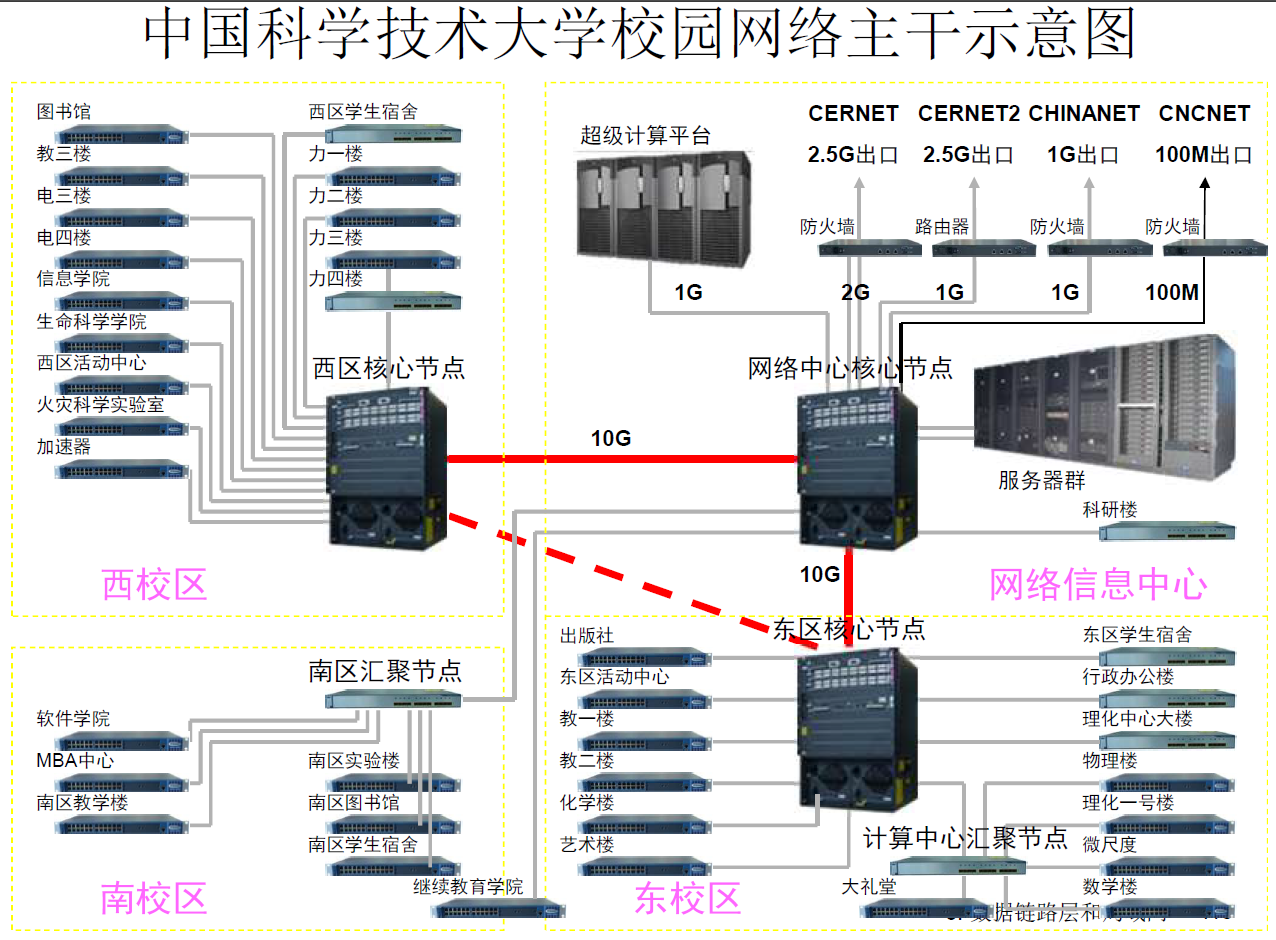 中国科学技术大学校园网络主干示意图
图书馆
教三楼
电三楼
电四楼
信息学院
生命科学学院
西区活动中心
火灾科学实验室
加速器
西区学生宿舍
力一楼
力二楼
力三楼
力四楼
西区核心节点
西校区
10G
超级计算平台
CERNET
2.5G出口
CERNET2
2.5G出口
CHINANET
1G出口
CNCNET
100M出口
防火墙
路由器
防火墙
防火墙
1G
2G
1G
1G
100M
网络中心核心节点
服务器群
科研楼
10G
网络信息中心
南区汇聚节点
软件学院
MBA中心
南区教学楼
南区实验楼
南区图书馆
南区学生宿舍
继续教育学院
南校区
东区核心节点
出版社
东区活动中心
教一楼
教二楼
化学楼
艺术楼
东校区
东区学生宿舍
行政办公楼
理化中心大楼
物理楼
理化一号楼
微尺度
数学楼
计算中心汇聚节点
大礼堂
数据链路层和